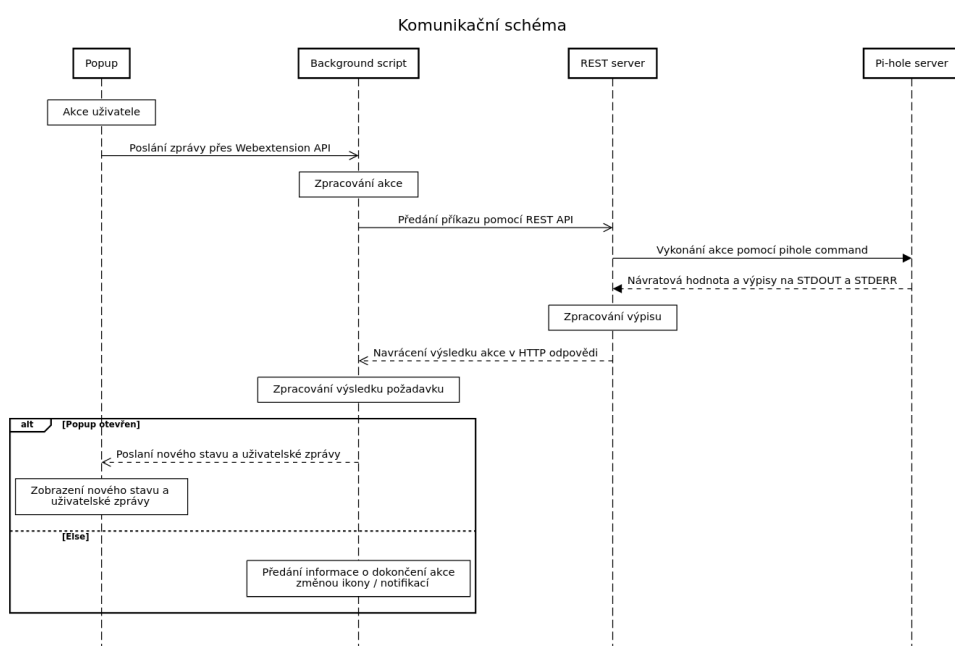 Komunikační schéma
Popup
Background script
REST server
Pi-hole server
Akce uživatele
Poslání zprávy přes Webextension API
Zpracování akce
Předání příkazu pomocí REST API
Vykonání akce pomocí pihole command
Návratová hodnota a výpisy na STDOUT a STDERR
Zpracování výpisu
Navrácení výsledku akce v HTTP odpovědi
Zpracování výsledku požadavku
alt
[Popup otevřen]
Poslaní nového stavu a uživatelské zprávy
Zobrazení nového stavu a
uživatelské zprávy
[Else]
Předání informace o dokončení akce
změnou ikony / notifikací